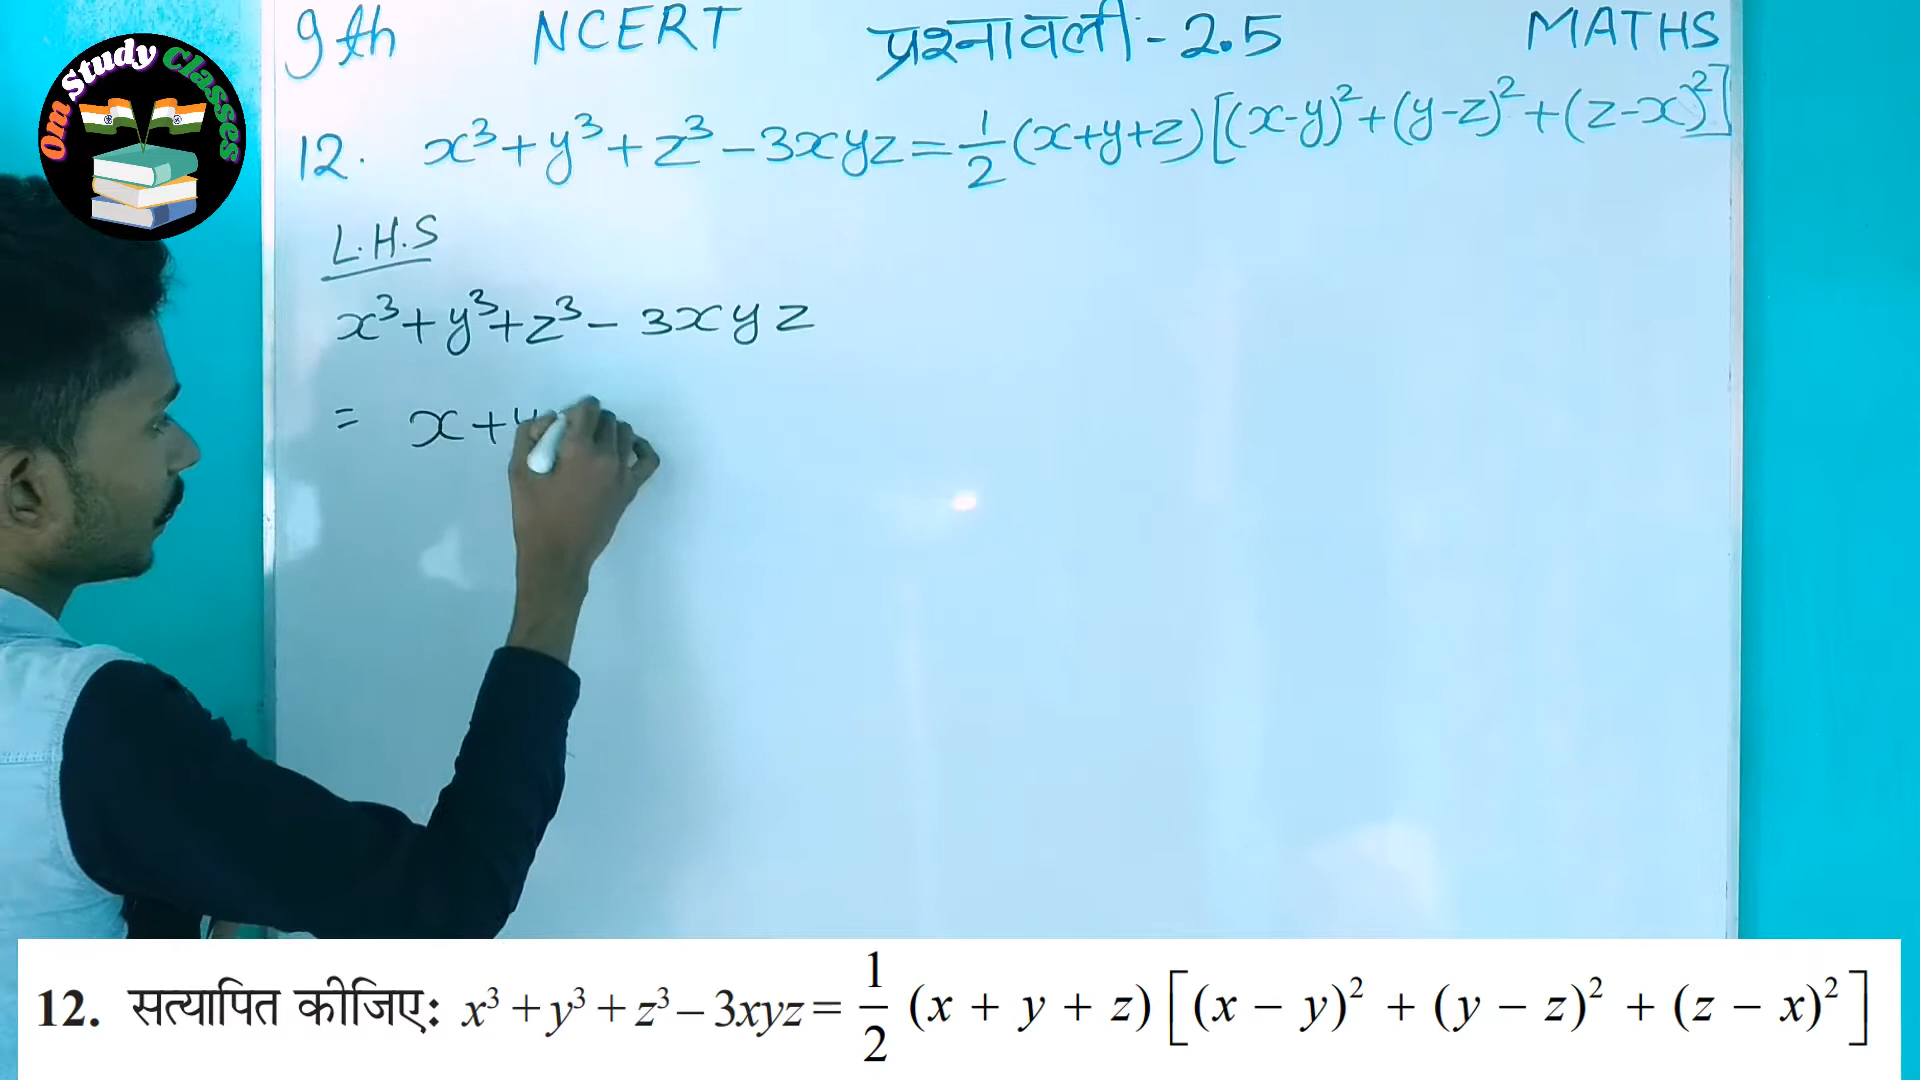 Om Study Classes
9th NCERT प्रश्नावली - 2.5 MATHS
12. x³ + y³ + z³ - 3xyz = 1/2 (x+y+z) [(x-y)² + (y-z)² + (z-x)²]
L.H.S
x³ + y³ + z³ - 3xyz
= x + y
12. सत्यापित कीजिए: x³ + y³ + z³ – 3xyz = 1/2 (x + y + z) [(x – y)² + (y – z)² + (z – x)²]